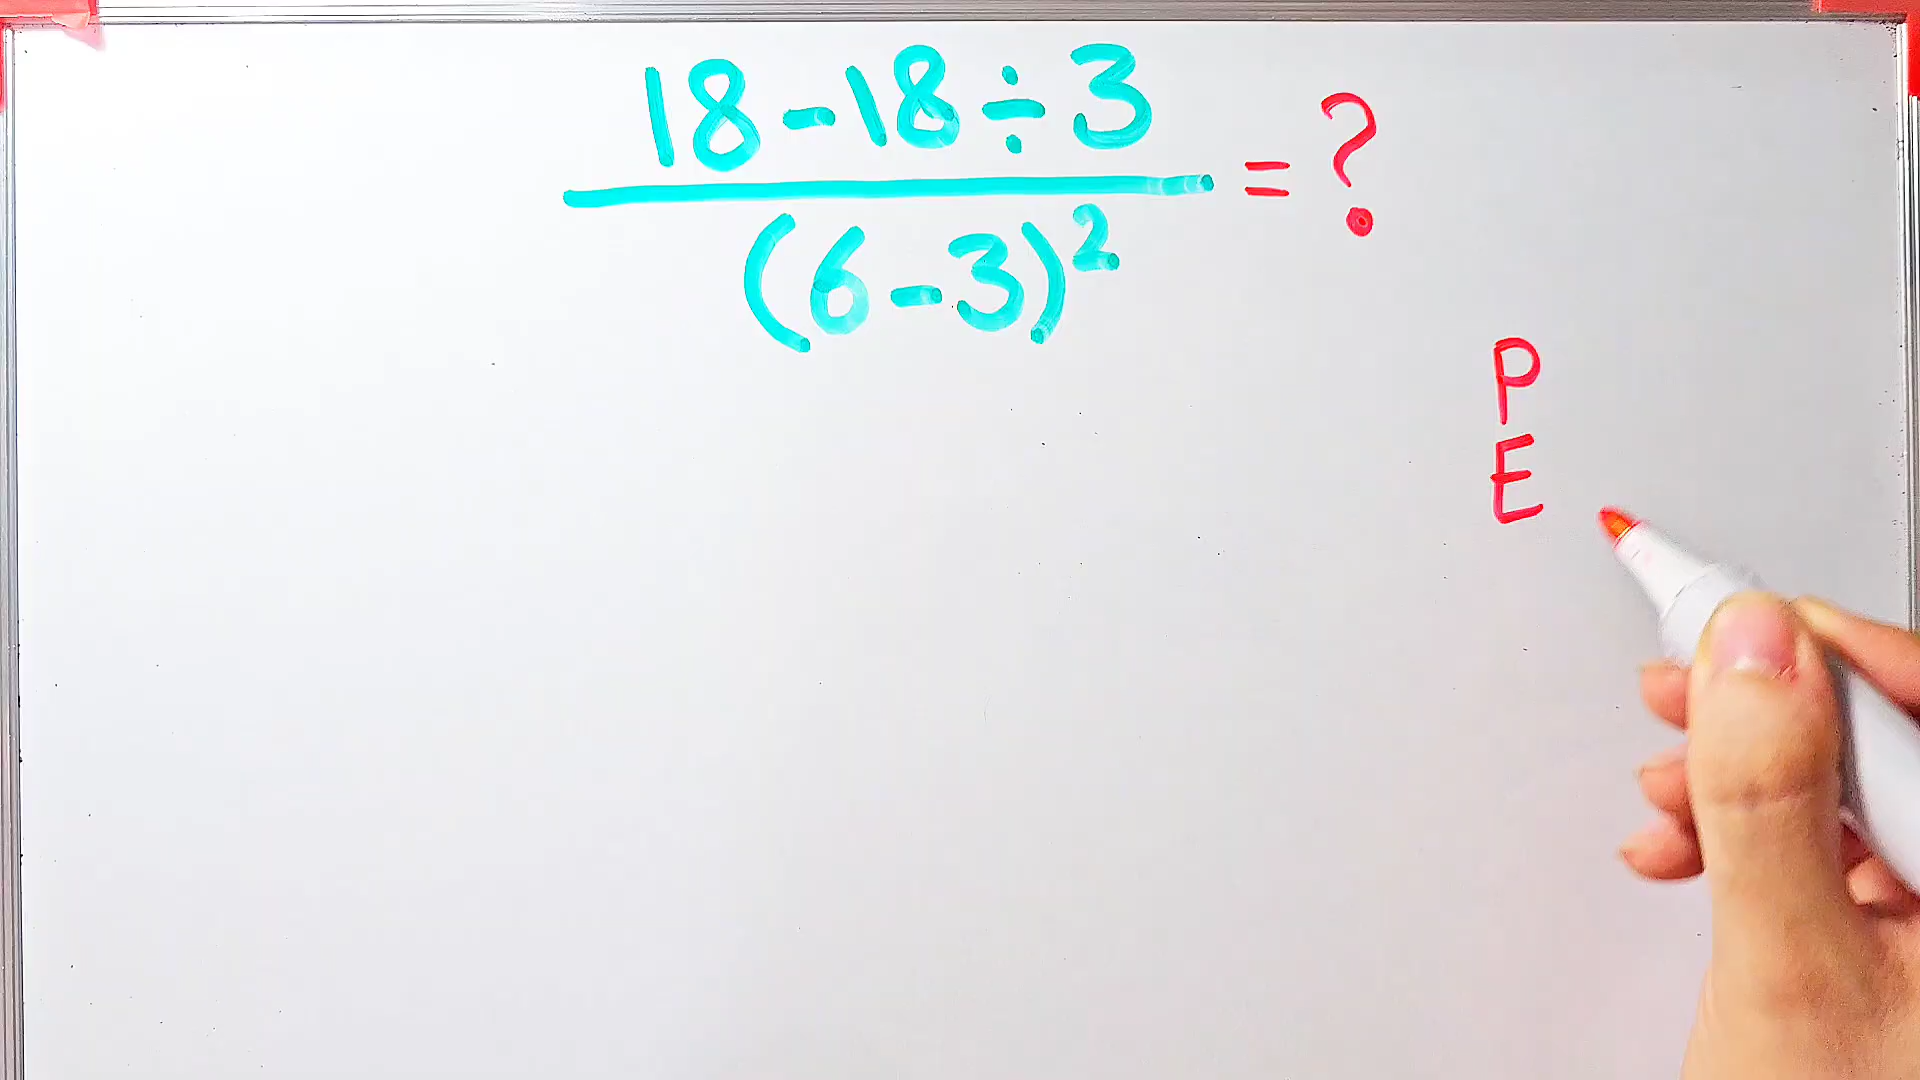 18-18÷3
= ?
(6-3)²
P
E